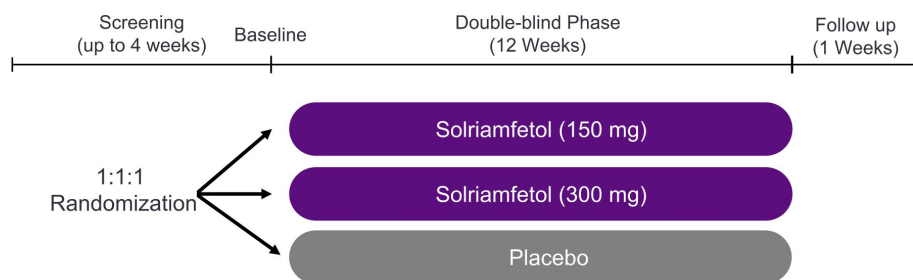 Screening
(up to 4 weeks)
Baseline
Double-blind Phase
(12 Weeks)
Follow up
(1 Weeks)
1:1:1
Randomization
Solriamfetol (150 mg)
Solriamfetol (300 mg)
Placebo